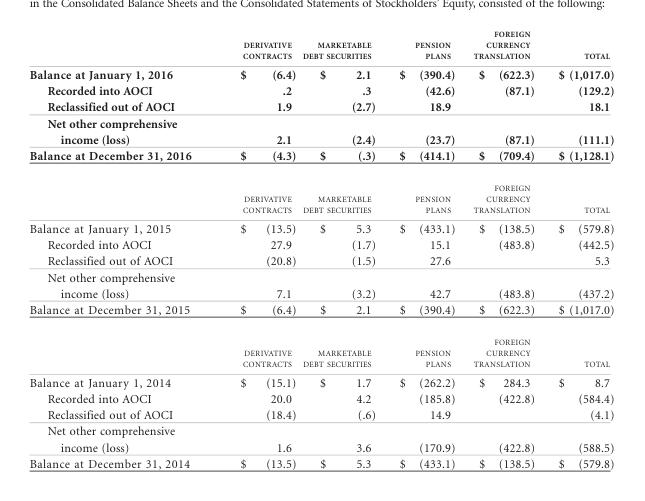 in the Consolidated Balance Sheets and the Consolidated Statements of Stockholders' Equity, consisted of the following:
FOREIGN
DERIVATIVE MARKETABLE PENSION CURRENCY
CONTRACTS DEBT SECURITIES PLANS TRANSLATION TOTAL
Balance at January 1, 2016 $ (6.4) $ 2.1 $ (390.4) $ (622.3) $ (1,017.0)
Recorded into AOCI .2 .3 (42.6) (87.1) (129.2)
Reclassified out of AOCI 1.9 (2.7) 18.9 18.1
Net other comprehensive
income (loss) 2.1 (2.4) (23.7) (87.1) (111.1)
Balance at December 31, 2016 $ (4.3) $ (.3) $ (414.1) $ (709.4) $ (1,128.1)
FOREIGN
DERIVATIVE MARKETABLE PENSION CURRENCY
CONTRACTS DEBT SECURITIES PLANS TRANSLATION TOTAL
Balance at January 1, 2015 $ (13.5) $ 5.3 $ (433.1) $ (138.5) $ (579.8)
Recorded into AOCI 27.9 (1.7) 15.1 (483.8) (442.5)
Reclassified out of AOCI (20.8) (1.5) 27.6 5.3
Net other comprehensive
income (loss) 7.1 (3.2) 42.7 (483.8) (437.2)
Balance at December 31, 2015 $ (6.4) $ 2.1 $ (390.4) $ (622.3) $ (1,017.0)
FOREIGN
DERIVATIVE MARKETABLE PENSION CURRENCY
CONTRACTS DEBT SECURITIES PLANS TRANSLATION TOTAL
Balance at January 1, 2014 $ (15.1) $ 1.7 $ (262.2) $ 284.3 $ 8.7
Recorded into AOCI 20.0 4.2 (185.8) (422.8) (584.4)
Reclassified out of AOCI (18.4) (.6) 14.9 (4.1)
Net other comprehensive
income (loss) 1.6 3.6 (170.9) (422.8) (588.5)
Balance at December 31, 2014 $ (13.5) $ 5.3 $ (433.1) $ (138.5) $ (579.8)